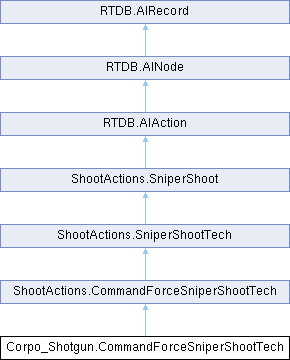 RTDB.AIRecord
RTDB.AINode
RTDB.AIAction
ShootActions.SniperShoot
ShootActions.SniperShootTech
ShootActions.CommandForceSniperShootTech
Corpo_Shotgun.CommandForceSniperShootTech